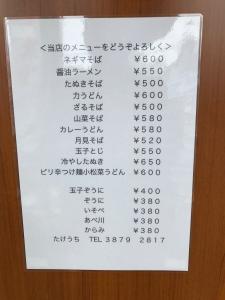 ＜当店のメニューをどうぞよろしく＞
ネギマそば ￥600
醤油ラーメン ￥550
たぬきそば ￥500
力うどん ￥600
ざるそば ￥500
山菜そば ￥580
カレーうどん ￥580
月見そば ￥520
玉子とじ ￥550
冷やしたぬき ￥650
ピリ辛つけ麺小松菜うどん ￥600
玉子ぞうに ￥400
ぞうに ￥380
いそべ ￥380
あべ川 ￥380
からみ ￥380
たけうち TEL 3879 2817